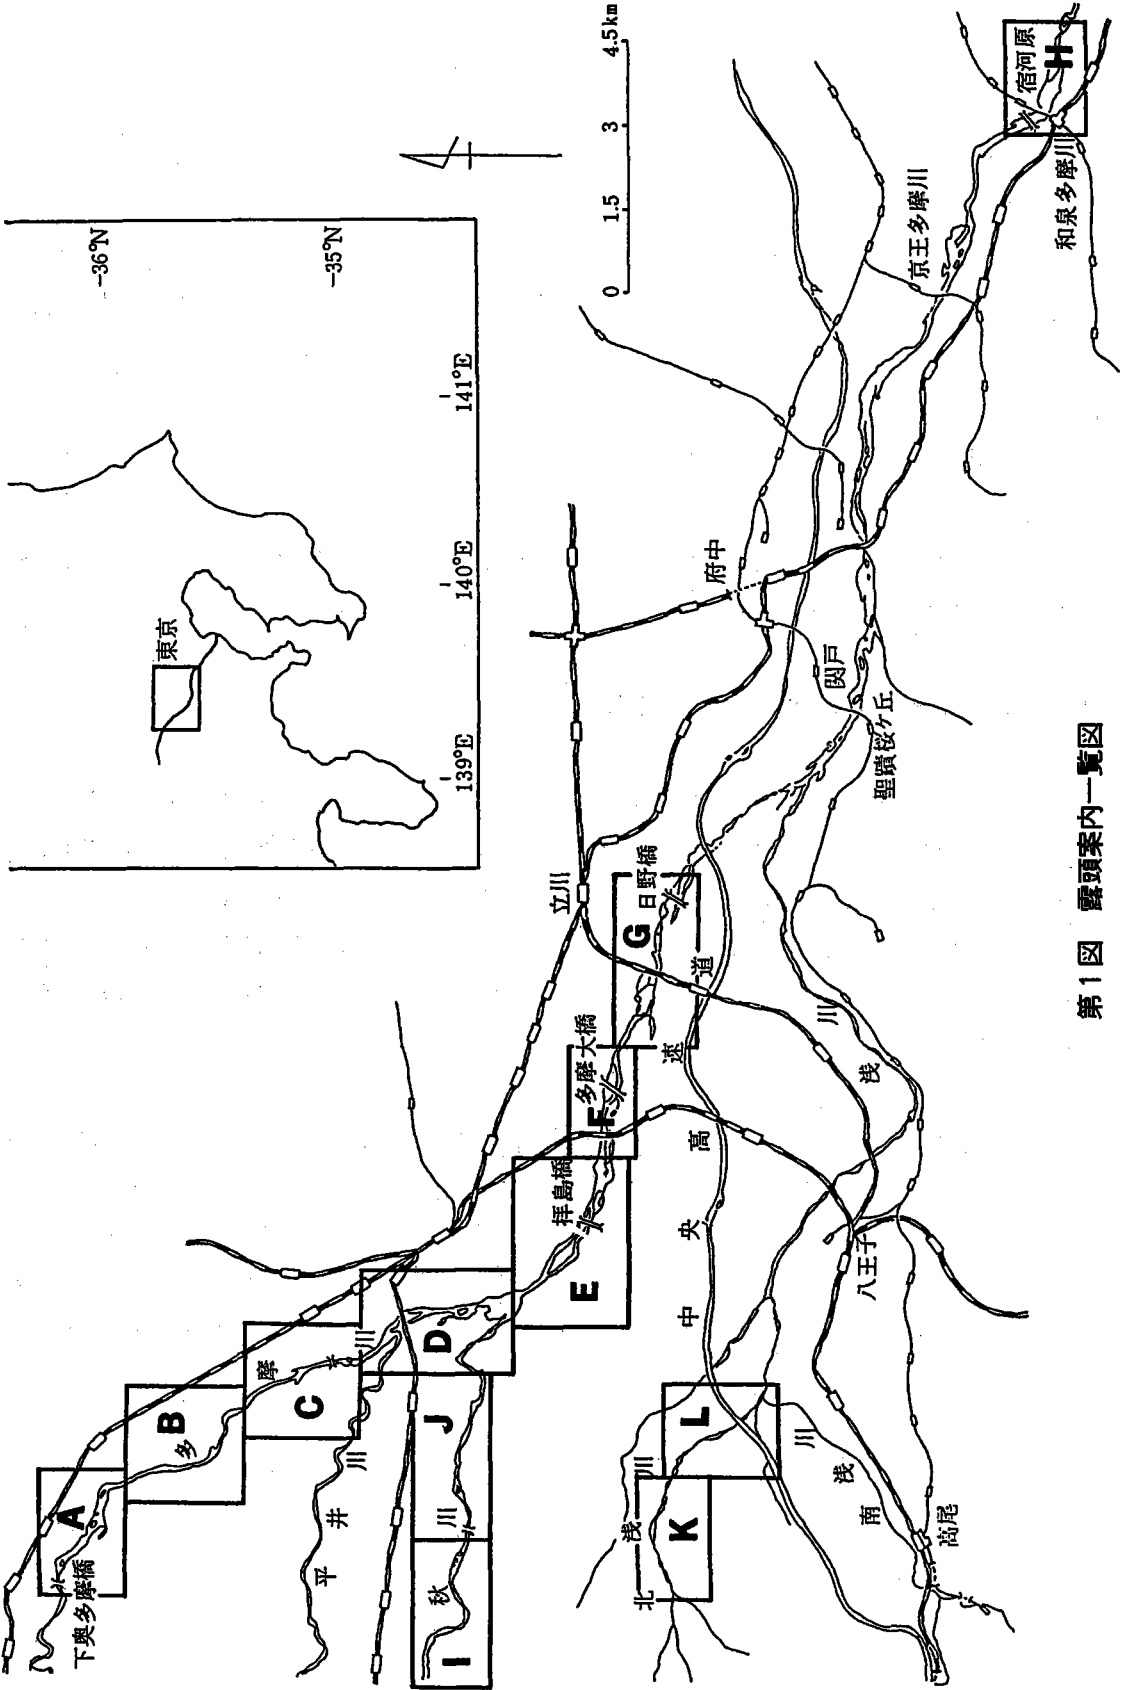 −36°N
−35°N
139°E
140°E
141°E
東京
0
1.5
3
4.5km
A
下奥多摩橋
B
多摩川
C
平井川
D
I
J
秋川
E
拝島橋
F
多摩大橋
G
日野橋
立川
中央高速道
K
北浅川
L
南浅川
浅川
八王子
高尾
府中
関戸
聖蹟桜ケ丘
京王多摩川
和泉多摩川
宿河原
H
第1図 露頭案内一覧図